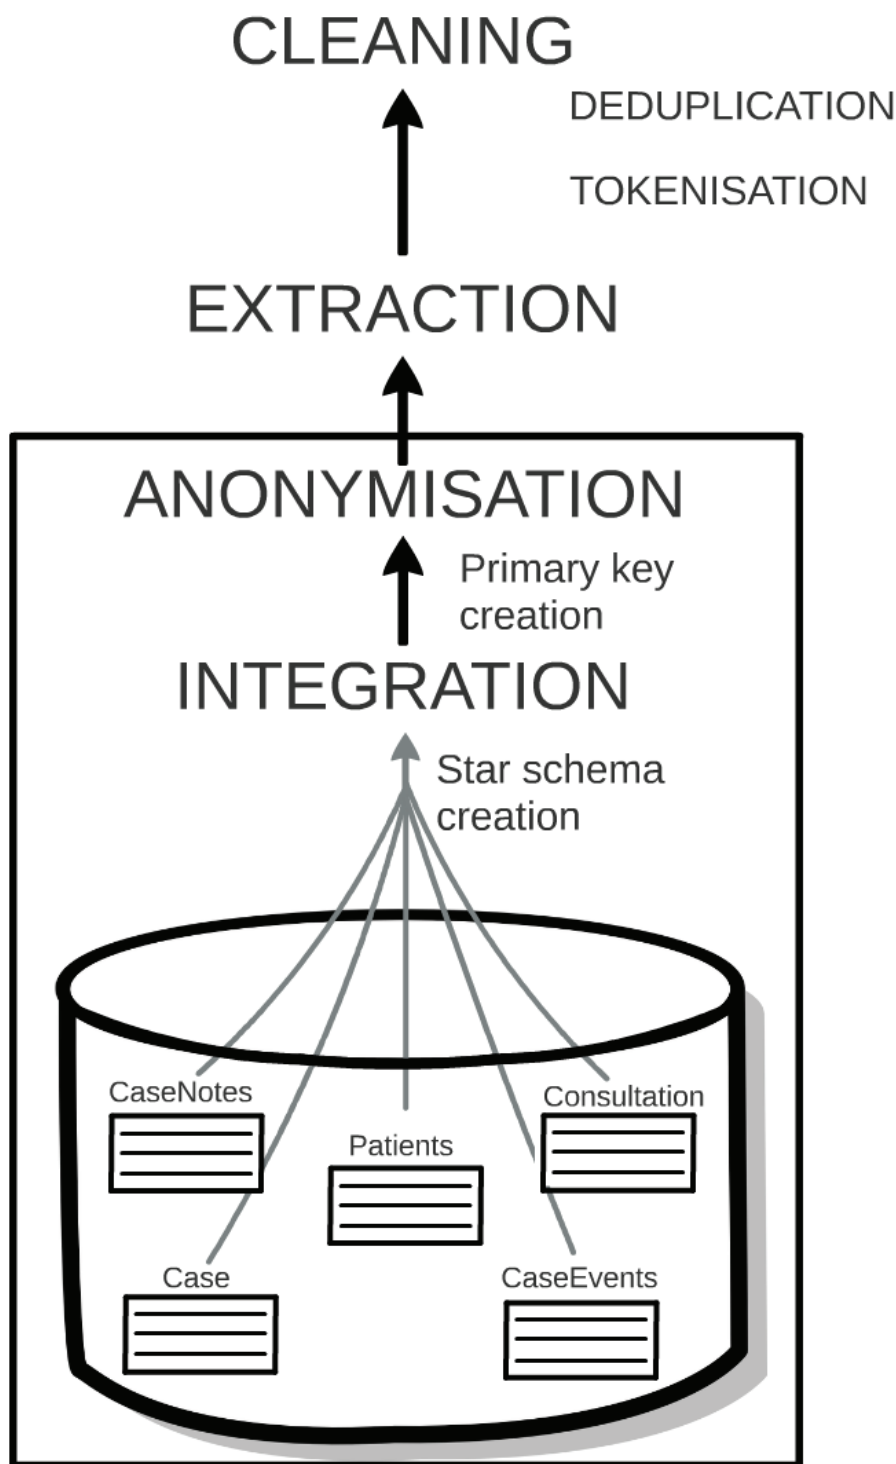 CLEANING
DEDUPLICATION
TOKENISATION
EXTRACTION
ANONYMISATION
Primary key
creation
INTEGRATION
Star schema
creation
CaseNotes
Consultation
Patients
Case
CaseEvents